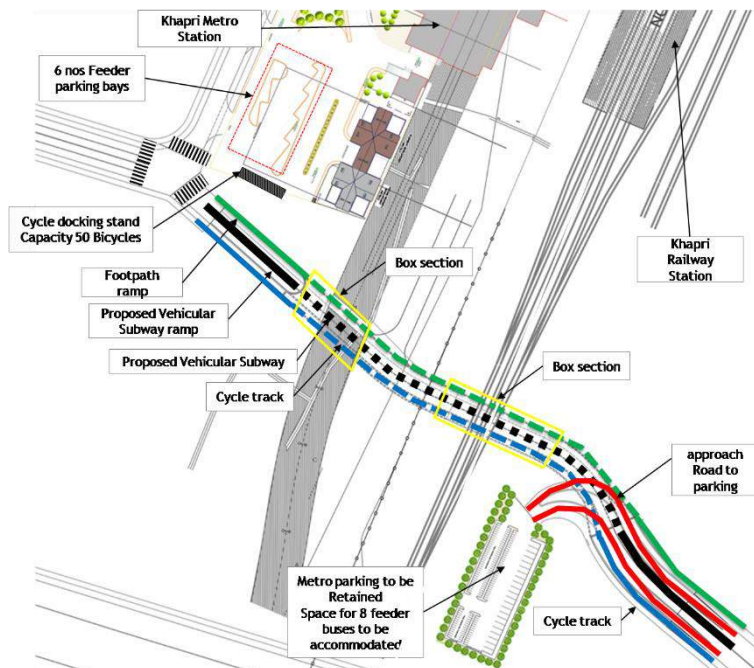 Khapri Metro
Station
6 nos Feeder
parking bays
NO
Cycle docking stand
Capacity 50 Bicycles
Khapri
Railway
Station
Footpath
ramp
Box section
Proposed Vehicular
Subway ramp
Proposed Vehicular Subway
Cycle track
Box section
approach
Road to
parking
Metro parking to be
Retained
Space for 8 feeder
buses to be
accommodated
Cycle track